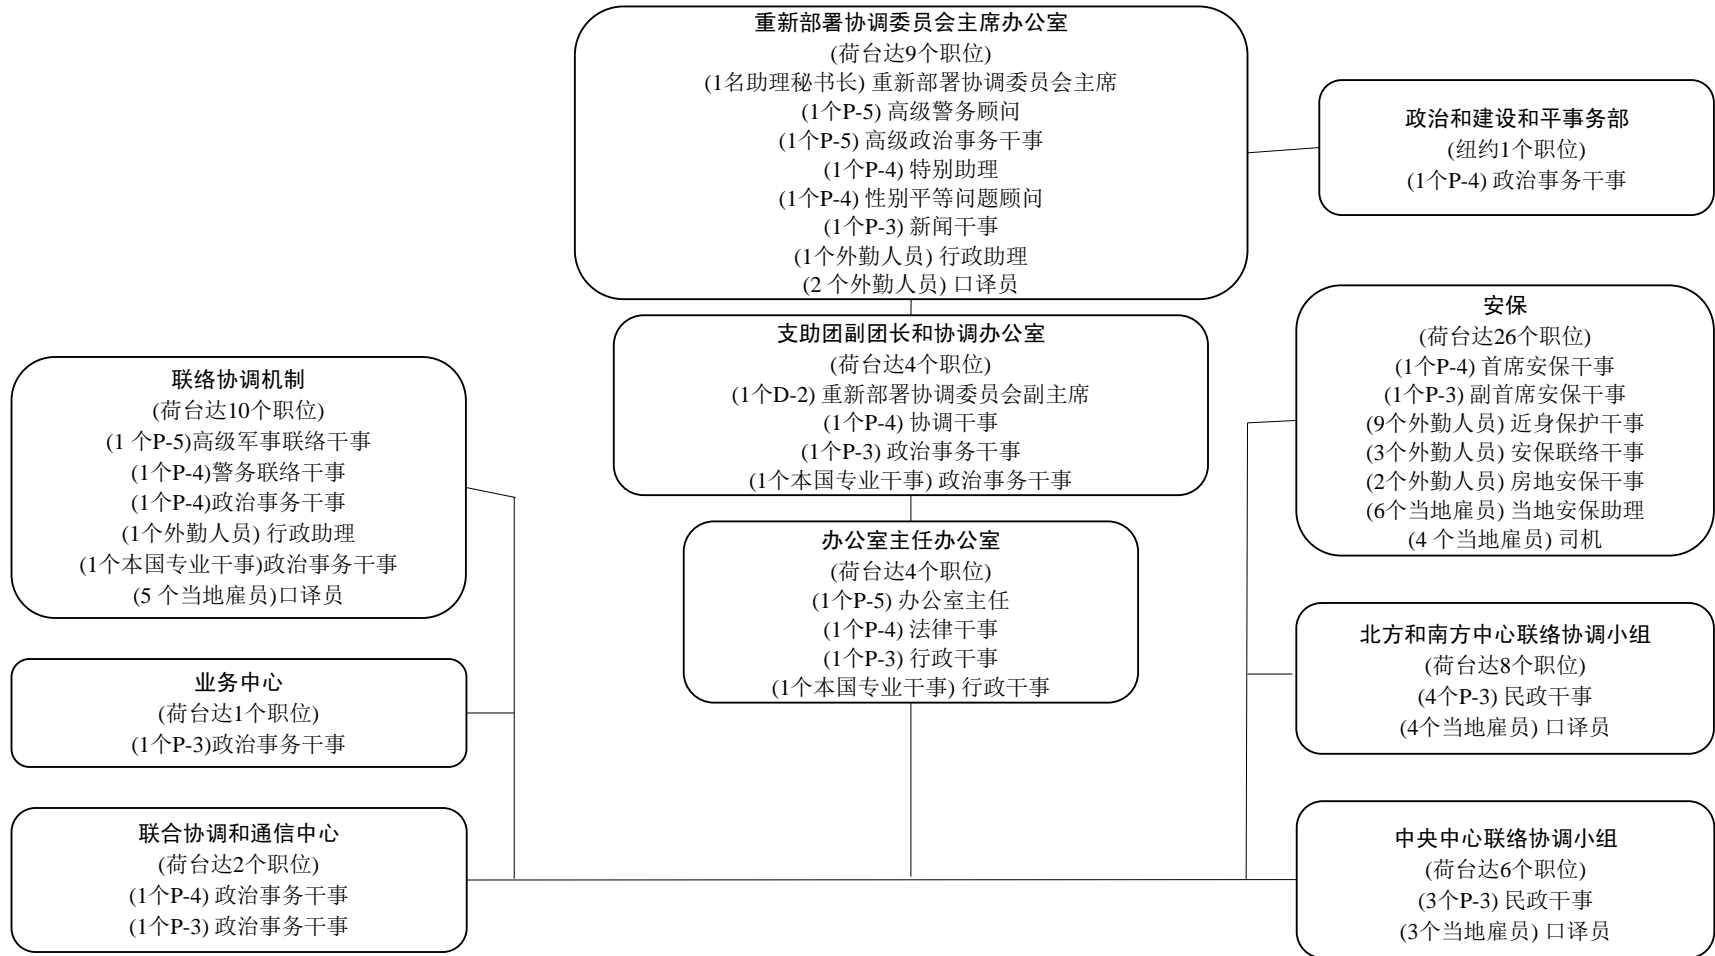 重新部署协调委员会主席办公室
(荷台达9个职位)
(1名助理秘书长) 重新部署协调委员会主席
(1个P-5) 高级警务顾问
(1个P-5) 高级政治事务干事
(1个P-4) 特别助理
(1个P-4) 性别平等问题顾问
(1个P-3) 新闻干事
(1个外勤人员) 行政助理
(2 个外勤人员) 口译员
政治和建设和平事务部
(纽约1个职位)
(1个P-4) 政治事务干事
支助团副团长和协调办公室
(荷台达4个职位)
(1个D-2) 重新部署协调委员会副主席
(1个P-4) 协调干事
(1个P-3) 政治事务干事
(1个本国专业干事) 政治事务干事
办公室主任办公室
(荷台达4个职位)
(1个P-5) 办公室主任
(1个P-4) 法律干事
(1个P-3) 行政干事
(1个本国专业干事) 行政干事
联络协调机制
(荷台达10个职位)
(1 个P-5)高级军事联络干事
(1个P-4)警务联络干事
(1个P-4)政治事务干事
(1个外勤人员) 行政助理
(1个本国专业干事)政治事务干事
(5 个当地雇员)口译员
业务中心
(荷台达1个职位)
(1个P-3)政治事务干事
联合协调和通信中心
(荷台达2个职位)
(1个P-4) 政治事务干事
(1个P-3) 政治事务干事
安保
(荷台达26个职位)
(1个P-4) 首席安保干事
(1个P-3) 副首席安保干事
(9个外勤人员) 近身保护干事
(3个外勤人员) 安保联络干事
(2个外勤人员) 房地安保干事
(6个当地雇员) 当地安保助理
(4 个当地雇员) 司机
北方和南方中心联络协调小组
(荷台达8个职位)
(4个P-3) 民政干事
(4个当地雇员) 口译员
中央中心联络协调小组
(荷台达6个职位)
(3个P-3) 民政干事
(3个当地雇员) 口译员